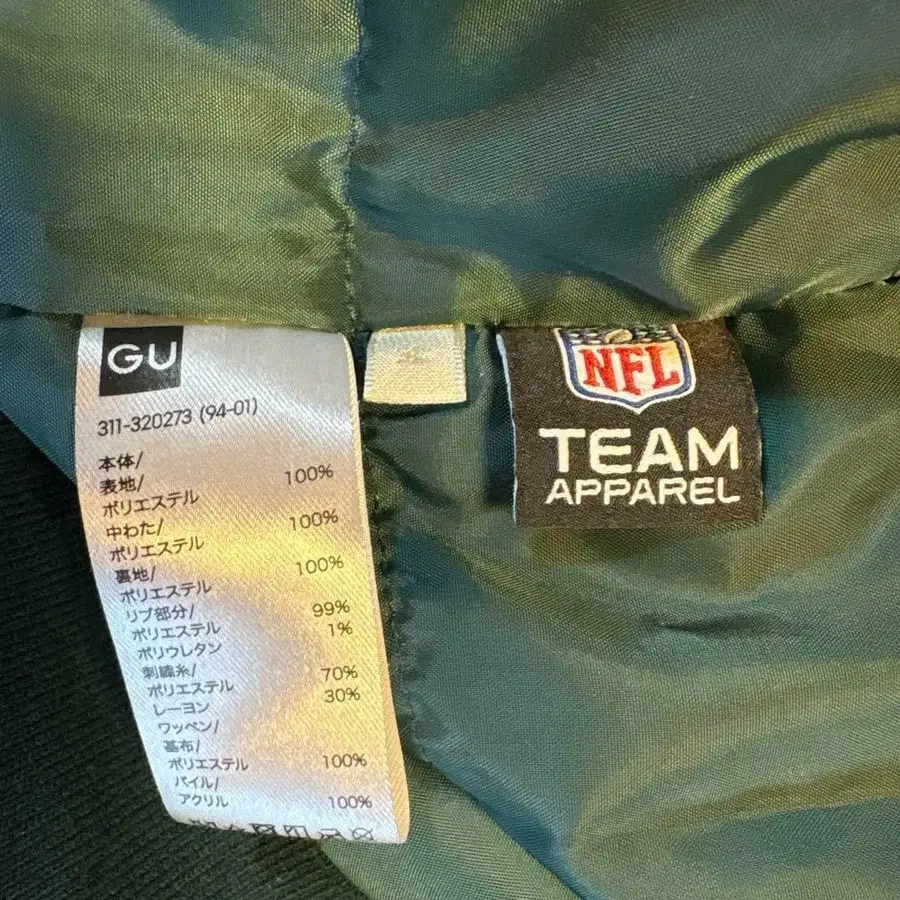 GU
311-320273 (94-01)
本体/
表地/
ポリエステル 100%
中わた/
ポリエステル 100%
裏地/
ポリエステル 100%
リブ部分/
ポリエステル 99%
ポリウレタン 1%
刺繍糸/
ポリエステル 70%
レーヨン 30%
ワッペン/
基布/
ポリエステル 100%
パイル/
アクリル 100%
NFL
TEAM
APPAREL